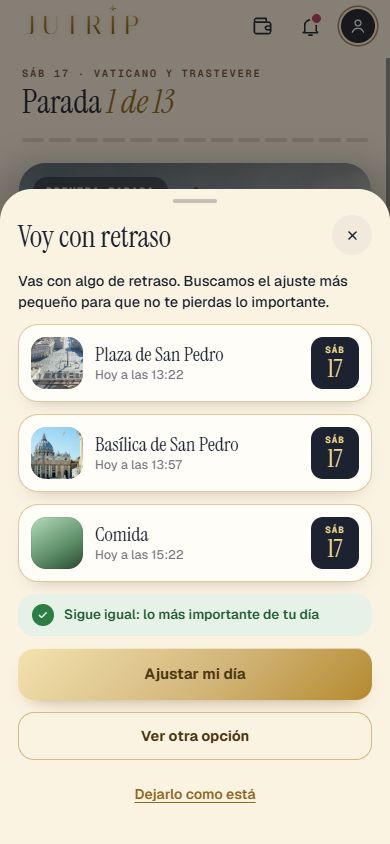 JUTRIP
SÁB 17 · VATICANO Y TRASTEVERE
Parada 1 de 13
Voy con retraso
Vas con algo de retraso. Buscamos el ajuste más
pequeño para que no te pierdas lo importante.
Plaza de San Pedro
Hoy a las 13:22
SÁB
17
Basílica de San Pedro
Hoy a las 13:57
SÁB
17
Comida
Hoy a las 15:22
SÁB
17
Sigue igual: lo más importante de tu día
Ajustar mi día
Ver otra opción
Dejarlo como está